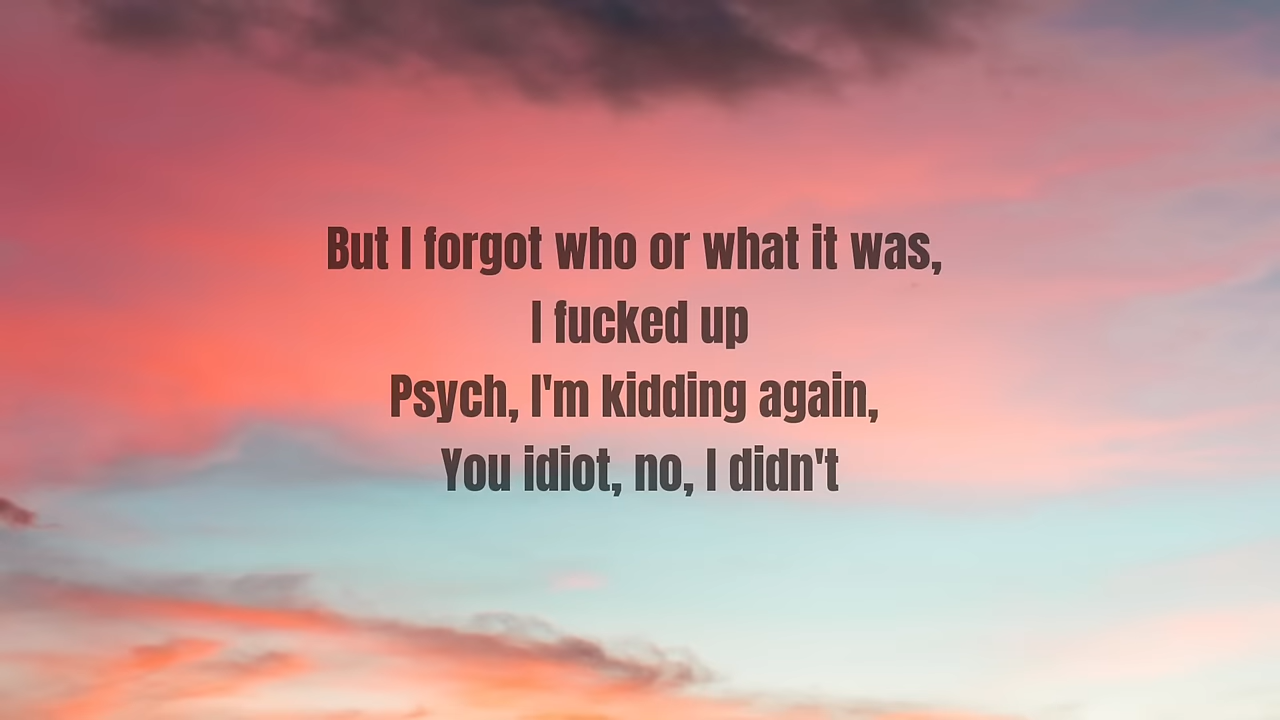 But I forgot who or what it was,
I fucked up
Psych, I'm kidding again,
You idiot, no, I didn't